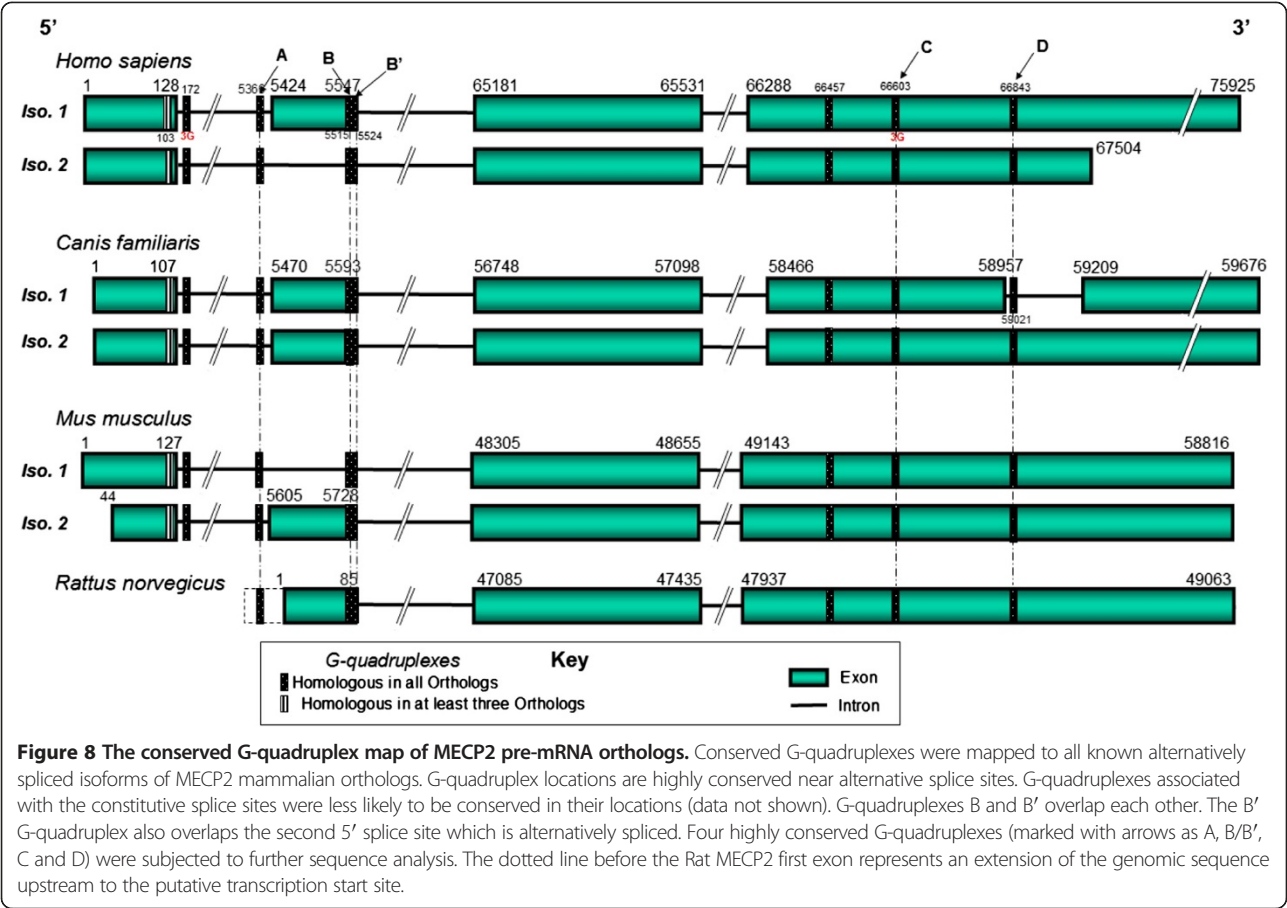 5’ 3’
Homo sapiens A B B’ C D
1 128 172 5366 5424 5547 65181 65531 66288 66457 66603 66843 75925
Iso. 1
103 3G 5515 5524 3G
Iso. 2 67504
Canis familiaris
1 107 5470 5593 56748 57098 58466 58957 59209 59676
Iso. 1
59021
Iso. 2
Mus musculus
1 127 48305 48655 49143 58816
Iso. 1
44 5605 5728
Iso. 2
Rattus norvegicus 1 85 47085 47435 47937 49063
G-quadruplexes Key
Homologous in all Orthologs Exon
Homologous in at least three Orthologs Intron
Figure 8 The conserved G-quadruplex map of MECP2 pre-mRNA orthologs. Conserved G-quadruplexes were mapped to all known alternatively
spliced isoforms of MECP2 mammalian orthologs. G-quadruplex locations are highly conserved near alternative splice sites. G-quadruplexes associated
with the constitutive splice sites were less likely to be conserved in their locations (data not shown). G-quadruplexes B and B′ overlap each other. The B′
G-quadruplex also overlaps the second 5′ splice site which is alternatively spliced. Four highly conserved G-quadruplexes (marked with arrows as A, B/B′,
C and D) were subjected to further sequence analysis. The dotted line before the Rat MECP2 first exon represents an extension of the genomic sequence
upstream to the putative transcription start site.